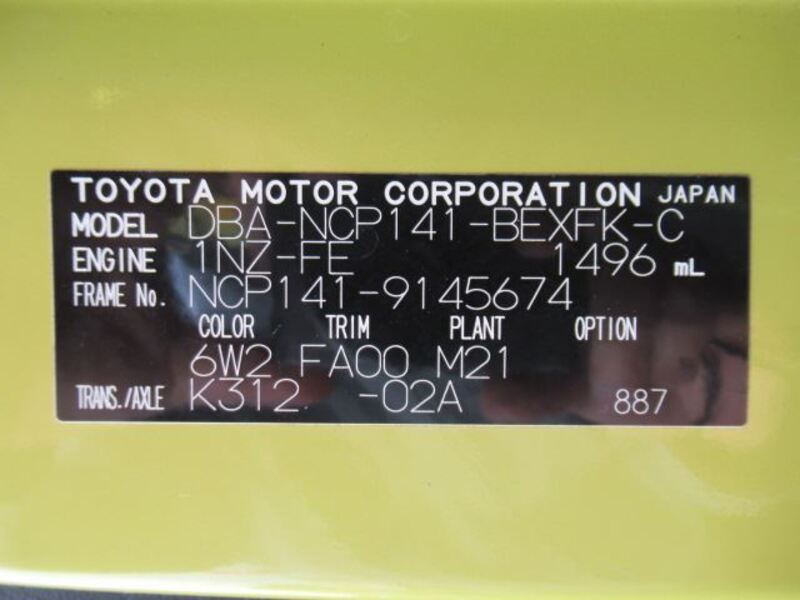 TOYOTA MOTOR CORPORATION JAPAN
MODEL DBA-NCP141-BEXFK-C
ENGINE 1NZ-FE 1496 mL
FRAME No. NCP141-9145674
COLOR TRIM PLANT OPTION
6W2 FA00 M21
TRANS./AXLE K312 -02A 887